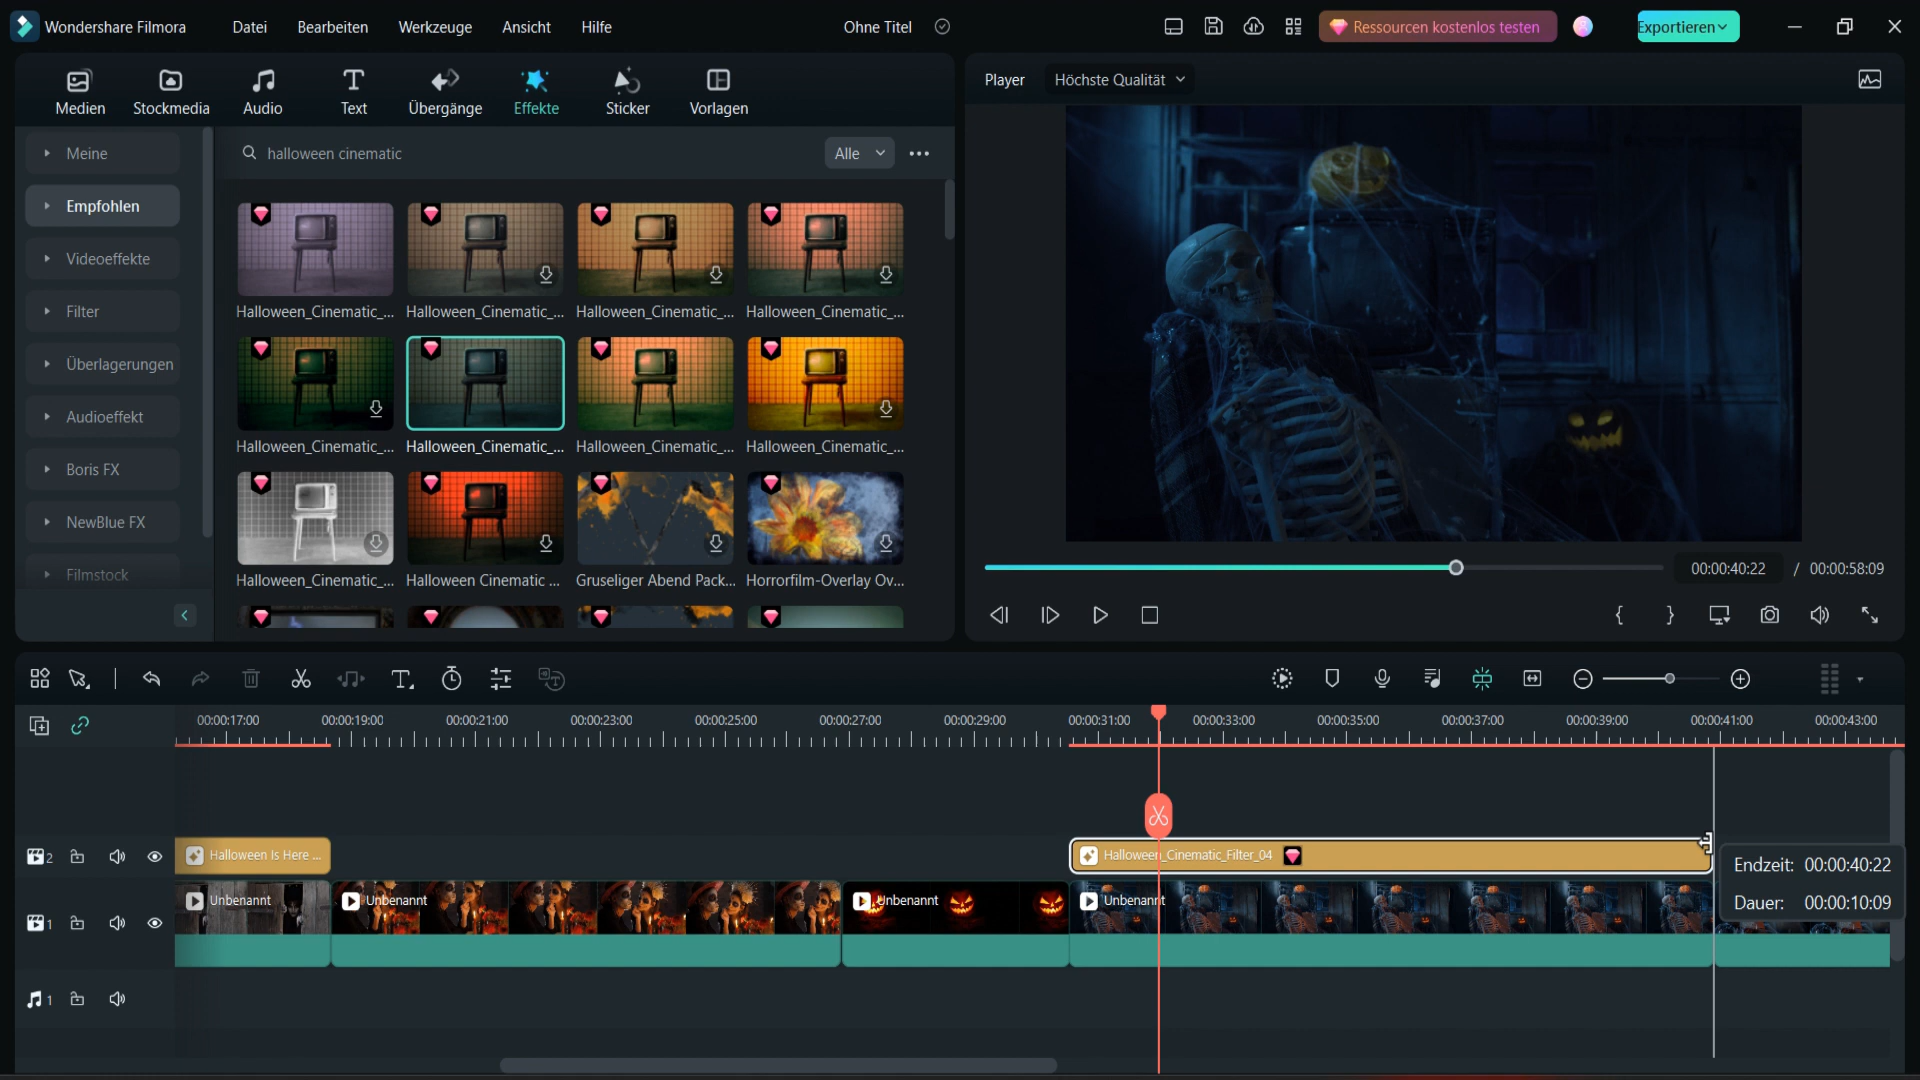 Wondershare Filmora
Datei Bearbeiten Werkzeuge Ansicht Hilfe
Ohne Titel
Ressourcen kostenlos testen
Exportieren
Medien Stockmedia Audio Text Übergänge Effekte Sticker Vorlagen
Player Höchste Qualität
Meine
Empfohlen
Videoeffekte
Filter
Überlagerungen
Audioeffekt
Boris FX
NewBlue FX
Filmstock
halloween cinematic
Alle
Halloween_Cinematic_... Halloween_Cinematic_... Halloween_Cinematic_... Halloween_Cinematic_...
Halloween_Cinematic_... Halloween_Cinematic_... Halloween_Cinematic_... Halloween_Cinematic_...
Halloween_Cinematic_... Halloween Cinematic ... Gruseliger Abend Pack... Horrorfilm-Overlay Ov...
00:00:40:22 / 00:00:58:09
00:00:17:00 00:00:19:00 00:00:21:00 00:00:23:00 00:00:25:00 00:00:27:00 00:00:29:00 00:00:31:00 00:00:33:00 00:00:35:00 00:00:37:00 00:00:39:00 00:00:41:00 00:00:43:00
2 Halloween Is Here ... Halloween_Cinematic_Filter_04
Endzeit: 00:00:40:22
Dauer: 00:00:10:09
1 Unbenannt Unbenannt Unbenannt Unbenannt
1